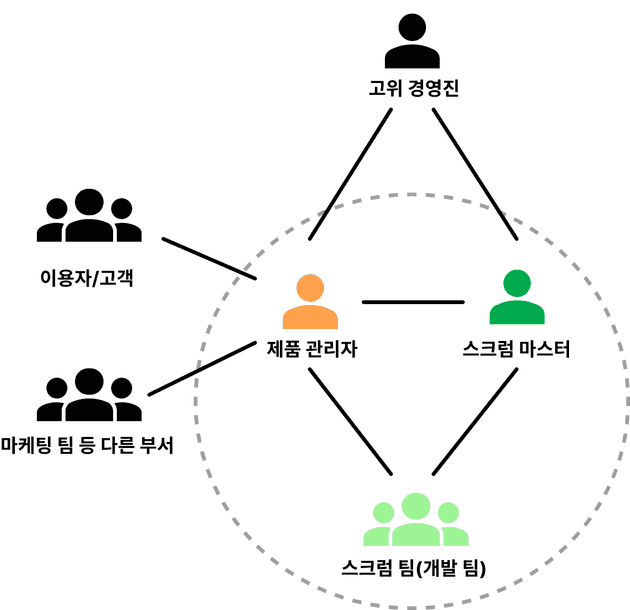 고위 경영진
이용자/고객
제품 관리자
스크럼 마스터
마케팅 팀 등 다른 부서
스크럼 팀(개발 팀)